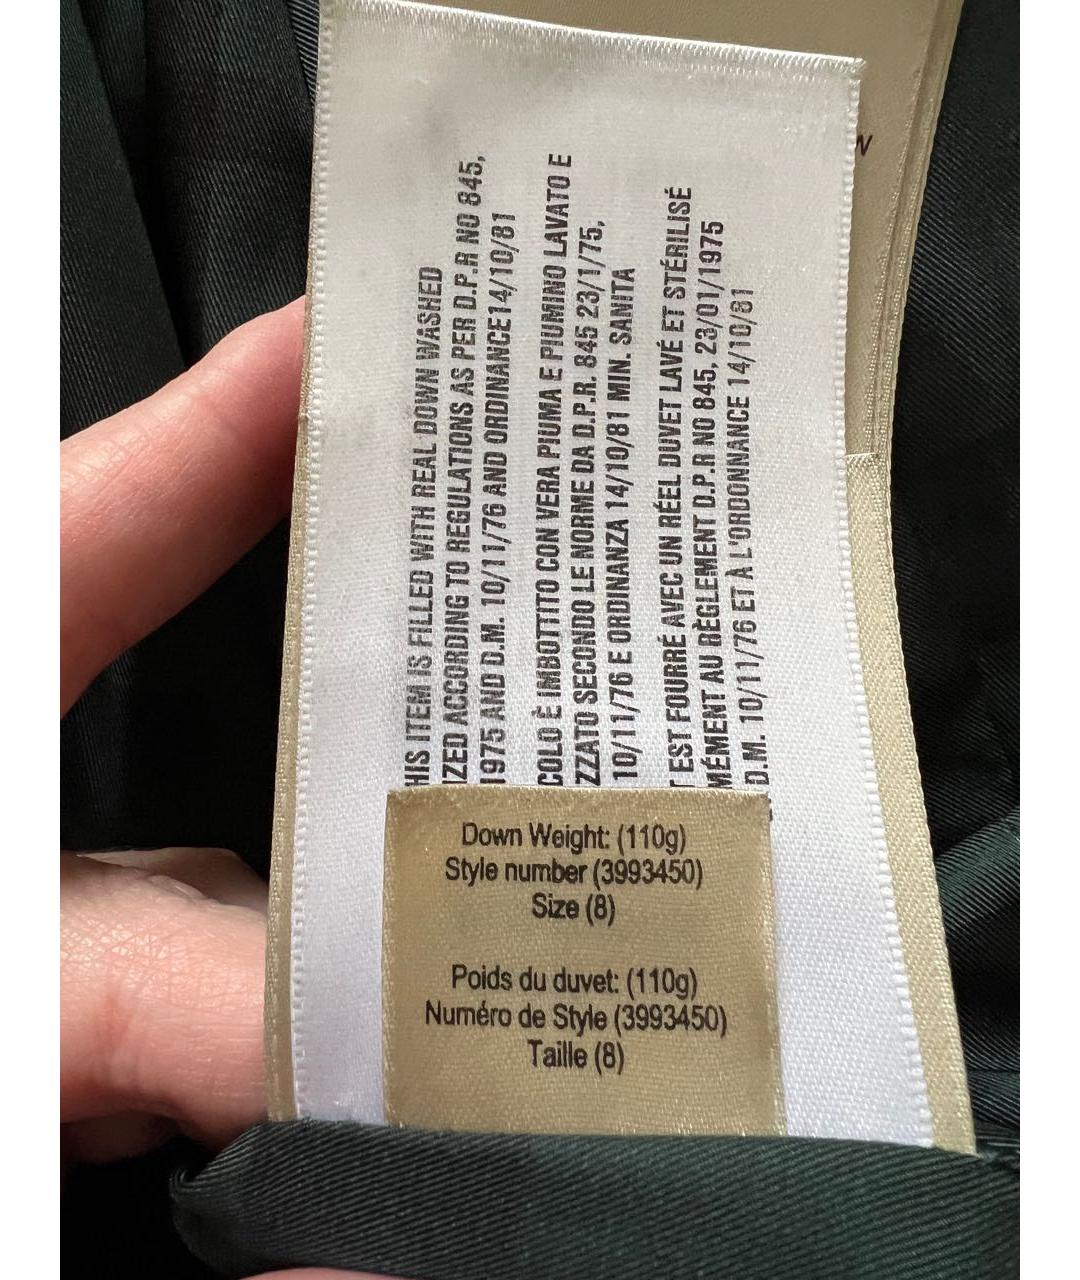 HIS ITEM IS FILLED WITH REAL DOWN WASHED
IZED ACCORDING TO REGULATIONS AS PER D.P.R NO 845,
1975 AND D.M. 10/11/76 AND ORDINANCE14/10/81
COLO È IMBOTTITO CON VERA PIUMA E PIUMINO LAVATO E
ZZATO SECONDO LE NORME DA D.P.R. 845 23/1/75,
10/11/76 E ORDINANZA 14/10/81 MIN. SANITA
T EST FOURRÉ AVEC UN RÉEL DUVET LAVÉ ET STÉRILISÉ
MÉMENT AU RÈGLEMENT D.P.R NO 845, 23/01/1975
D.M. 10/11/76 ET À L'ORDONNANCE 14/10/81
Down Weight: (110g)
Style number (3993450)
Size (8)
Poids du duvet: (110g)
Numéro de Style (3993450)
Taille (8)